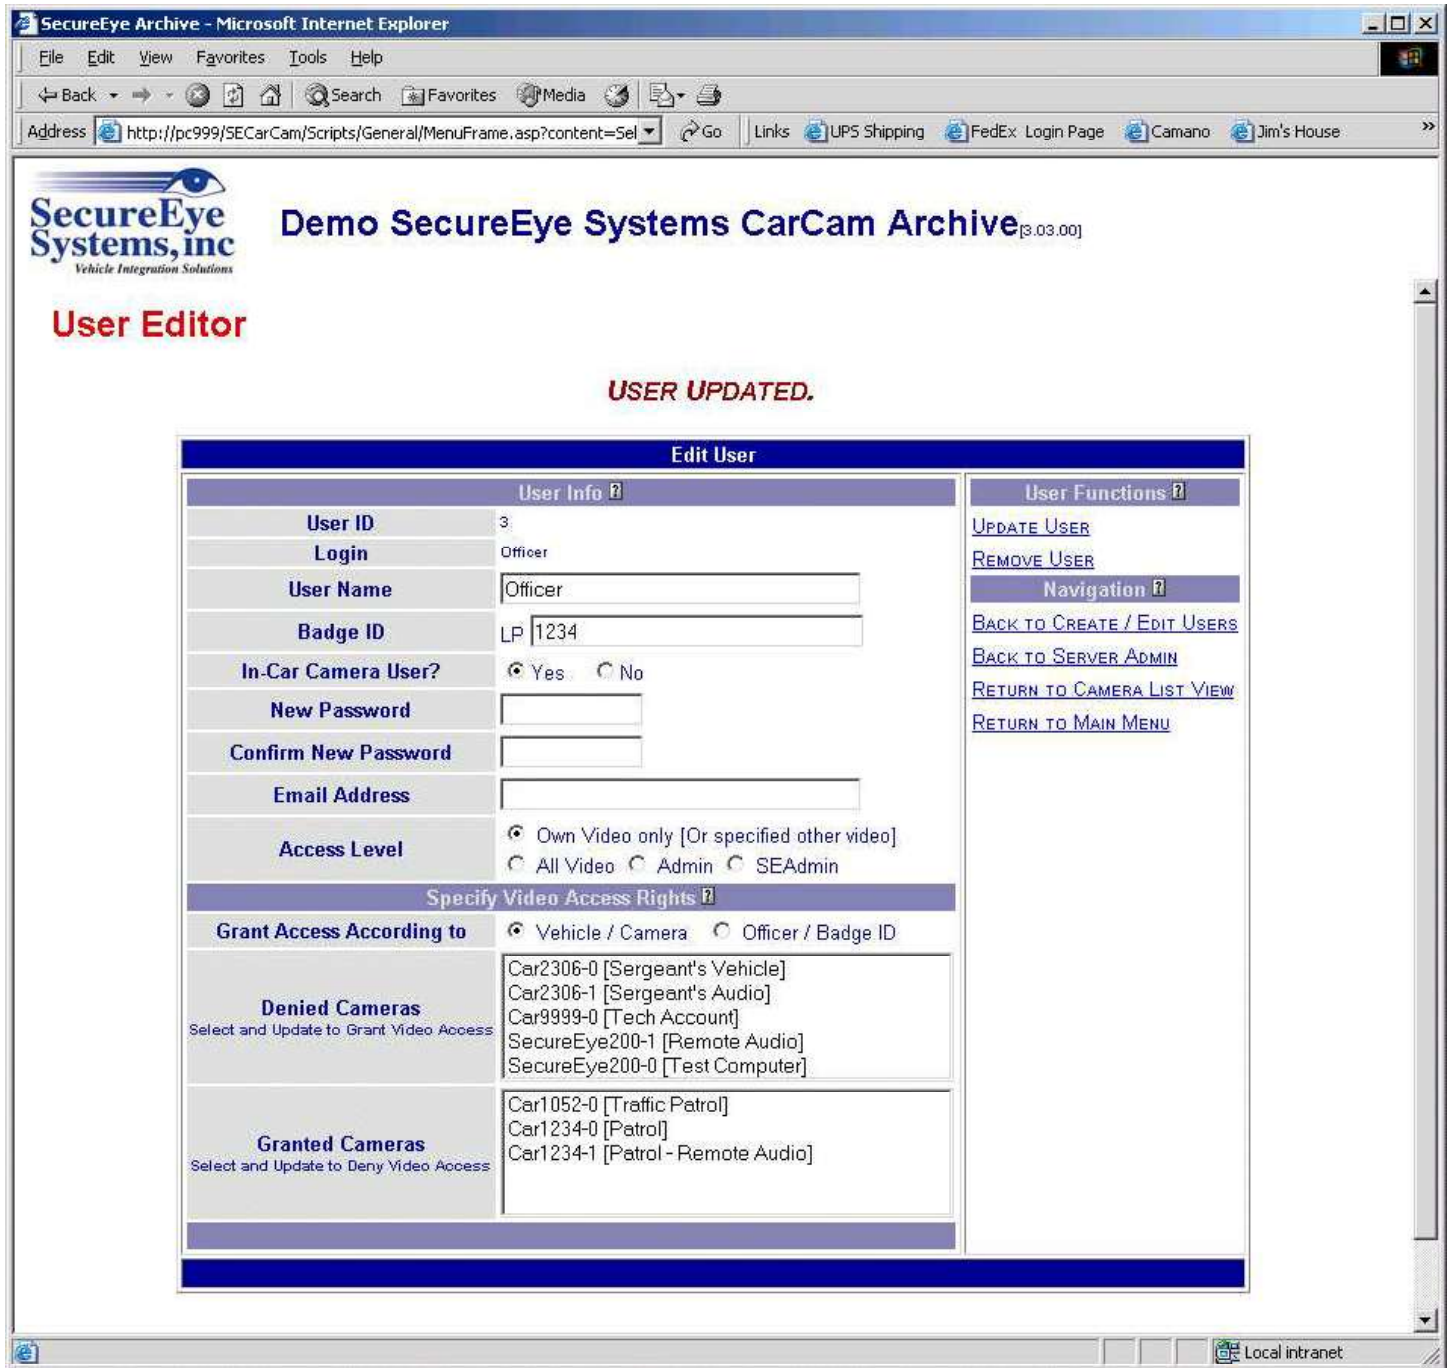 SecureEye Archive - Microsoft Internet Explorer
File Edit View Favorites Tools Help
Back Search Favorites Media
Address http://pc999/SECarCam/Scripts/General/MenuFrame.asp?content=Sel Go Links UPS Shipping FedEx Login Page Camano Jim's House »
SecureEye
Systems, inc
Vehicle Integration Solutions
Demo SecureEye Systems CarCam Archive[3.03.00]
User Editor
USER UPDATED.
Edit User
User Info ?
User ID 3
Login Officer
User Name Officer
Badge ID LP 1234
In-Car Camera User? Yes No
New Password
Confirm New Password
Email Address
Access Level Own Video only [Or specified other video]
All Video Admin SEAdmin
Specify Video Access Rights ?
Grant Access According to Vehicle / Camera Officer / Badge ID
Denied Cameras
Select and Update to Grant Video Access
Car2306-0 [Sergeant's Vehicle]
Car2306-1 [Sergeant's Audio]
Car9999-0 [Tech Account]
SecureEye200-1 [Remote Audio]
SecureEye200-0 [Test Computer]
Granted Cameras
Select and Update to Deny Video Access
Car1052-0 [Traffic Patrol]
Car1234-0 [Patrol]
Car1234-1 [Patrol - Remote Audio]
User Functions ?
UPDATE USER
REMOVE USER
Navigation ?
BACK TO CREATE / EDIT USERS
BACK TO SERVER ADMIN
RETURN TO CAMERA LIST VIEW
RETURN TO MAIN MENU
Local intranet